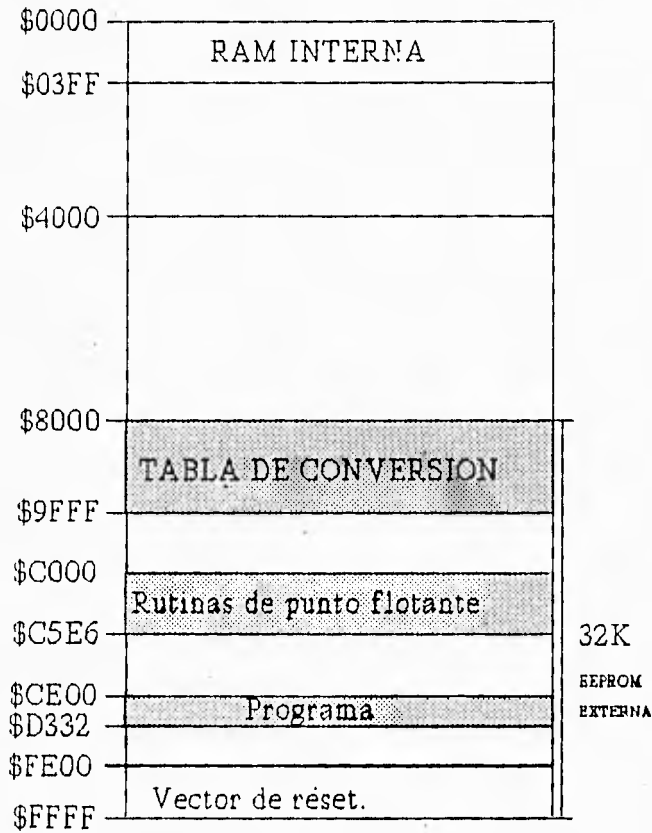 $0000
RAM INTERNA
$03FF
$4000
$8000
TABLA DE CONVERSION
$9FFF
$C000
Rutinas de punto flotante
$C5E6
32K
EEPROM
EXTERNA
$CE00
Programa
$D332
$FE00
Vector de réset.
$FFFF